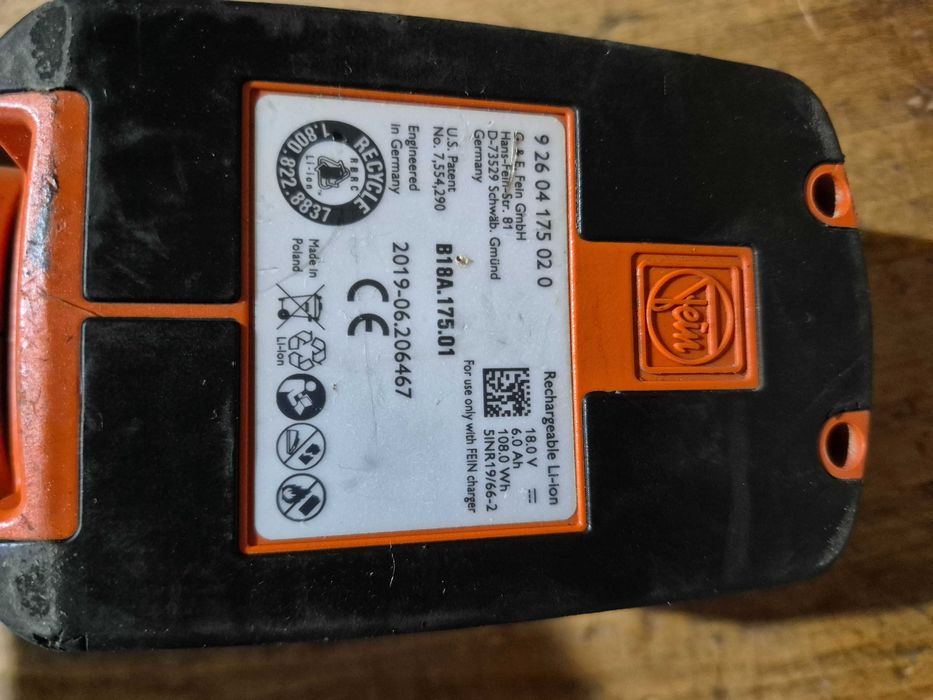 Fein
9 26 04 175 02 0
C. & E. Fein GmbH
Hans-Fein-Str. 81
D-73529 Schwäb. Gmünd
Germany
U.S. Patent
No. 7,554,290
Engineered
in Germany
RECYCLE
RBRC
Li-ion
1.800.822.8837
Rechargeable Li-Ion
18.0 V
6.0 Ah
108.0 Wh
5INR19/66-2
For use only with FEIN charger
B18A.175.01
2019-06.206467
CE
Made in
Poland
Li-Ion